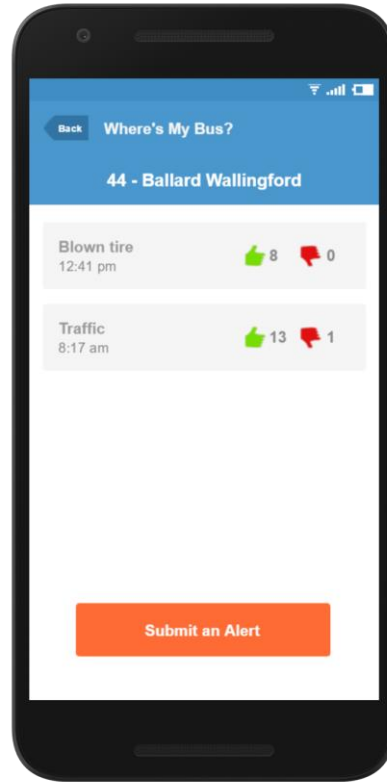 Back Where's My Bus?
44 - Ballard Wallingford
Blown tire
12:41 pm
8 0
Traffic
8:17 am
13 1
Submit an Alert